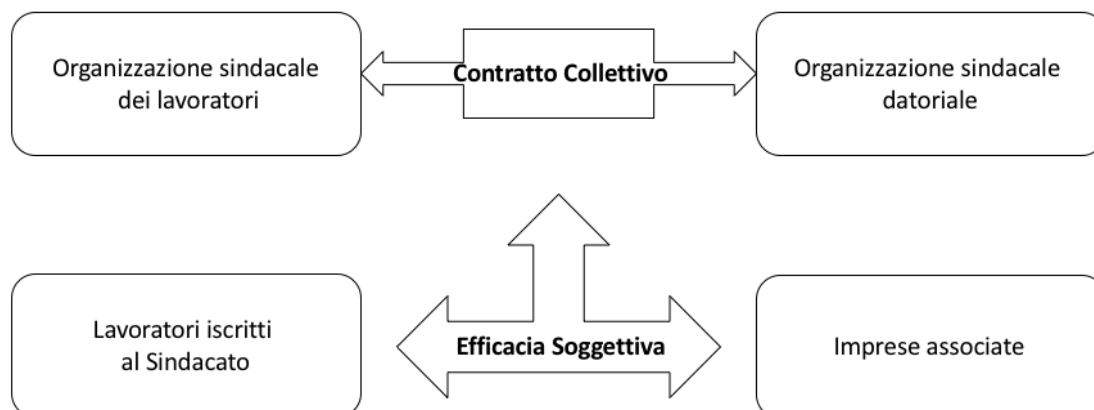 Organizzazione sindacale
dei lavoratori
Contratto Collettivo
Organizzazione sindacale
datoriale
Lavoratori iscritti
al Sindacato
Efficacia Soggettiva
Imprese associate